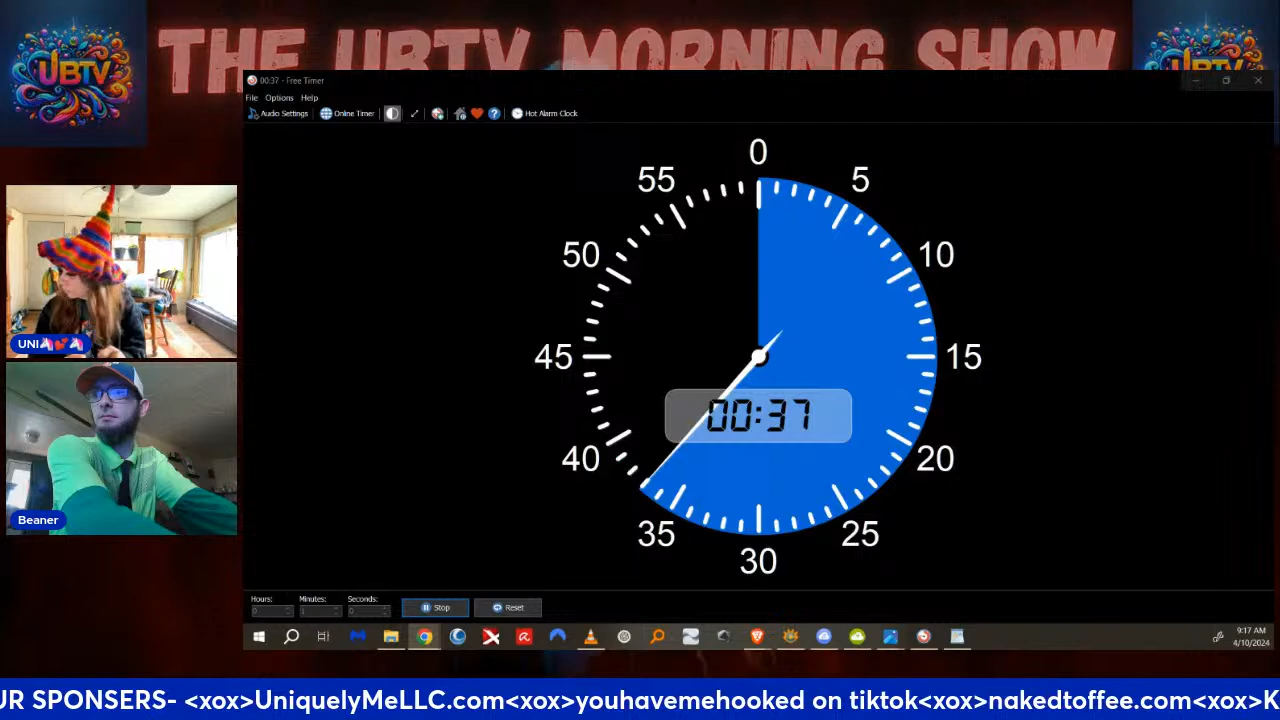 THE UBTV MORNING SHOW
UBTV
UBTV
00:37 - Free Timer
File Options Help
Audio Settings Online Timer Hot Alarm Clock
0
55 5
50 10
45 15
00:37
40 20
35 25
30
UNI
Beaner
Hours: Minutes: Seconds:
0 1 0
Stop Reset
9:17 AM
4/10/2024
UR SPONSERS- <xox>UniquelyMeLLC.com<xox>youhavemehooked on tiktok<xox>nakedtoffee.com<xox>K